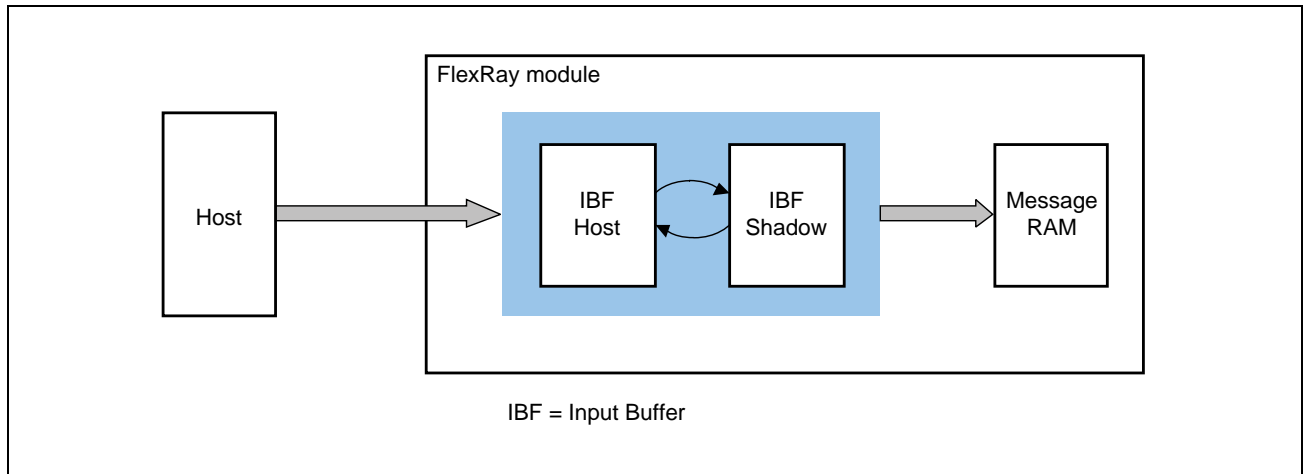 FlexRay module
Host
IBF
Host
IBF
Shadow
Message
RAM
IBF = Input Buffer